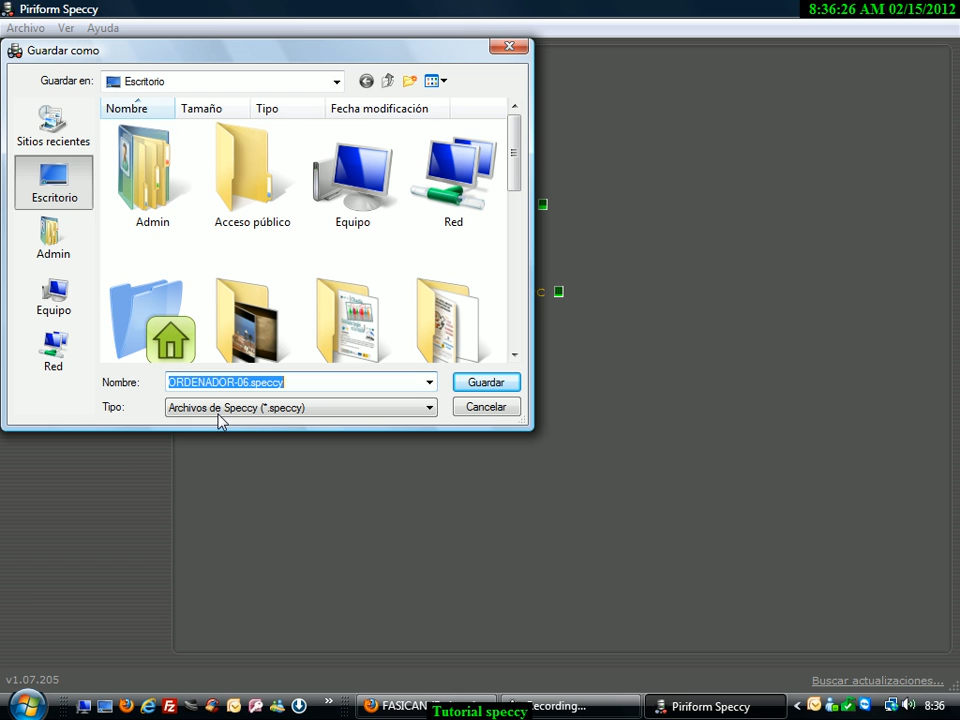 Piriform Speccy
8:36:26 AM 02/15/2012
Archivo Ver Ayuda
Guardar como
Guardar en: Escritorio
Nombre Tamaño Tipo Fecha modificación
Sitios recientes
Escritorio
Admin
Equipo
Red
Admin Acceso público Equipo Red
Nombre: ORDENADOR-06.speccy Guardar
Tipo: Archivos de Speccy (*.speccy) Cancelar
v1.07.205 Buscar actualizaciones...
FASICAN Recording... Piriform Speccy 8:36
Tutorial speccy